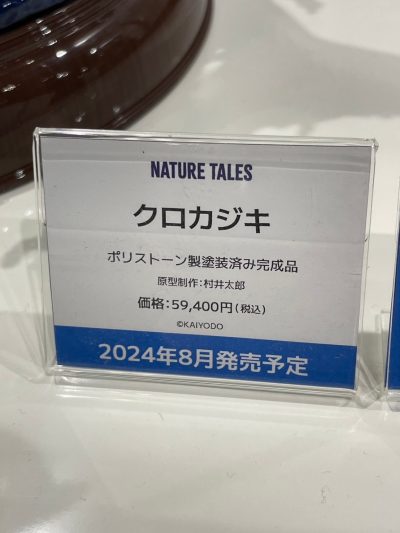 NATURE TALES
クロカジキ
ポリストーン製塗装済み完成品
原型制作:村井太郎
価格:59,400円(税込)
©KAIYODO
2024年8月発売予定